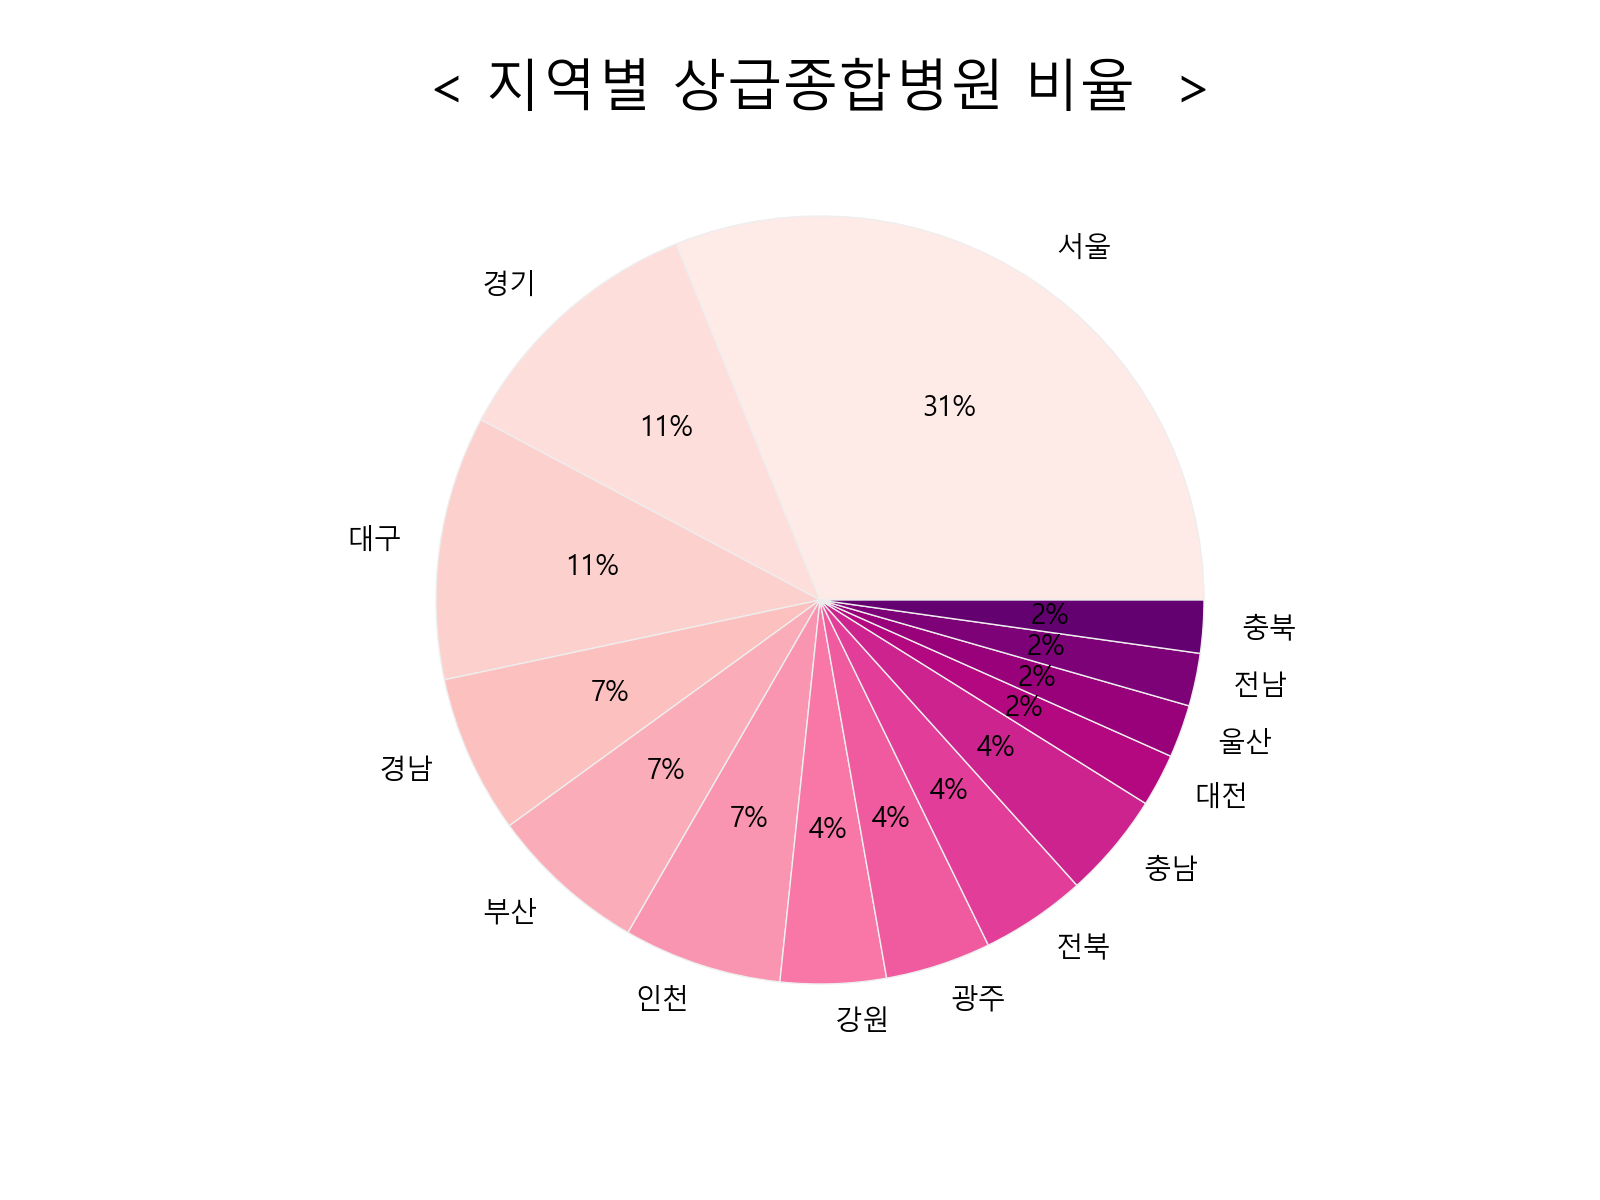 < 지역별 상급종합병원 비율 >
서울
경기
31%
11%
대구
11%
충북
2%
2%
전남
2%
7%
2%
울산
4%
경남
7%
4%
대전
7%
4%
4%
충남
부산
전북
인천
광주
강원